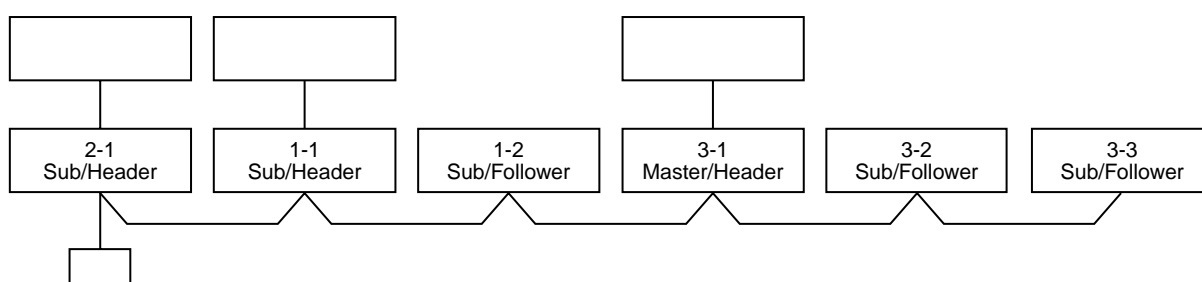 2-1
Sub/Header
1-1
Sub/Header
1-2
Sub/Follower
3-1
Master/Header
3-2
Sub/Follower
3-3
Sub/Follower